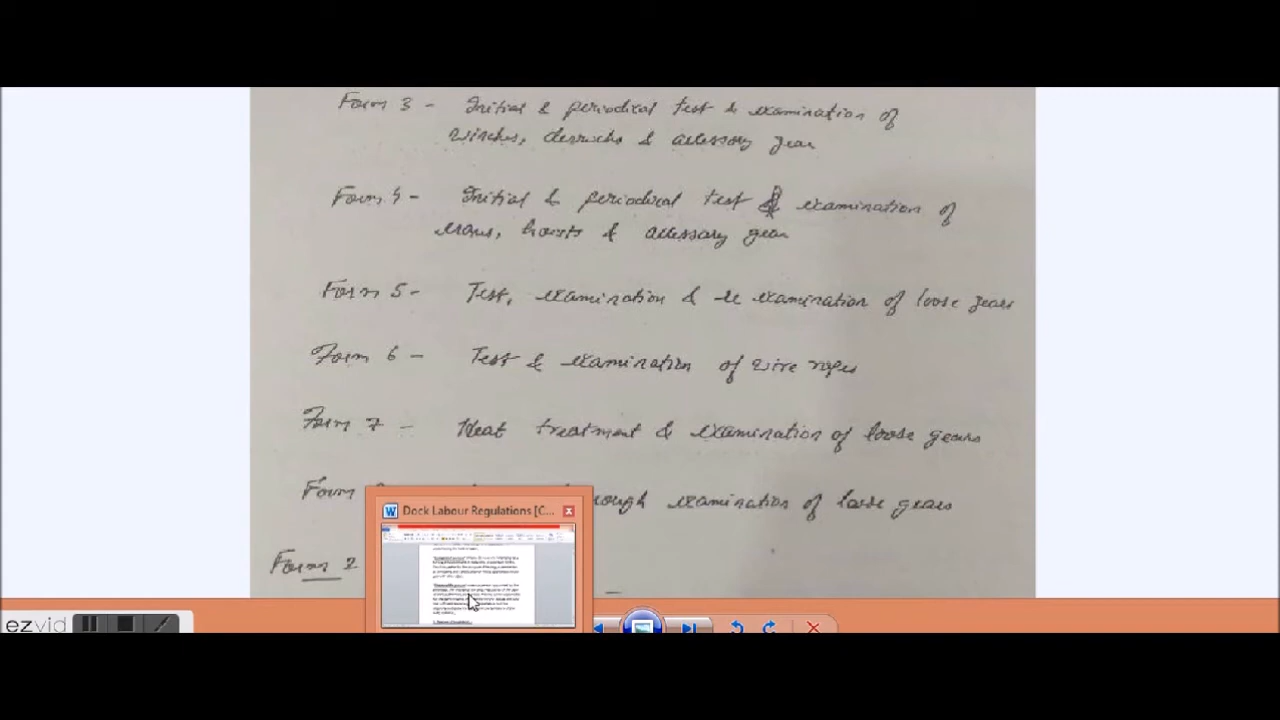 Form 3 - Initial & periodical test & examination of
Winches, derricks & accessory gear
Form 4 - Initial & periodical test & examination of
cranes, hoists & accessory gear
Form 5 - Test, examination & re examination of loose gears
Form 6 - Test & examination of wire ropes
Form 7 - Heat treatment & examination of loose gears
Form rough examination of loose gears
Dock Labour Regulations [C...
Form 2
ezvid